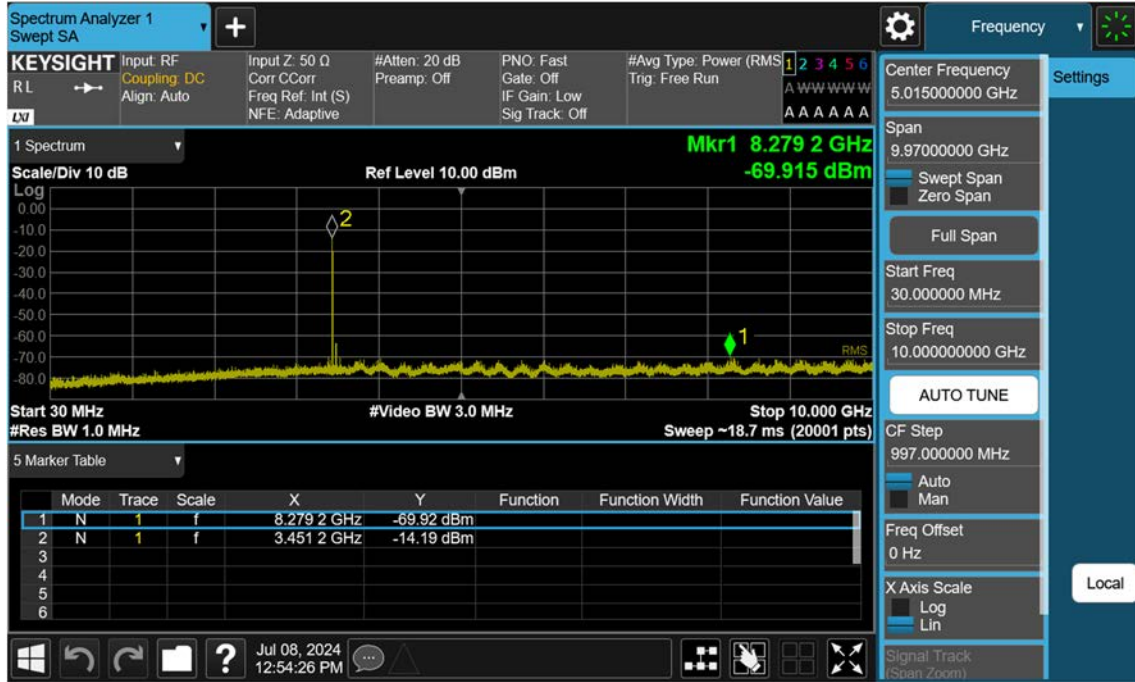 Spectrum Analyzer 1
Swept SA
Frequency
KEYSIGHT
R L
LXI
Input: RF
Coupling: DC
Align: Auto
Input Z: 50 Ω
Corr CCorr
Freq Ref: Int (S)
NFE: Adaptive
#Atten: 20 dB
Preamp: Off
PNO: Fast
Gate: Off
IF Gain: Low
Sig Track: Off
#Avg Type: Power (RMS
Trig: Free Run
1 2 3 4 5 6
A W W W W W
A A A A A A
1 Spectrum
Scale/Div 10 dB
Ref Level 10.00 dBm
Mkr1 8.279 2 GHz
-69.915 dBm
Log
0.00
-10.0
-20.0
-30.0
-40.0
-50.0
-60.0
-70.0
-80.0
2
1
RMS
Start 30 MHz
#Video BW 3.0 MHz
Stop 10.000 GHz
#Res BW 1.0 MHz
Sweep ~18.7 ms (20001 pts)
5 Marker Table
Mode Trace Scale X Y Function Function Width Function Value
1 N 1 f 8.279 2 GHz -69.92 dBm
2 N 1 f 3.451 2 GHz -14.19 dBm
3
4
5
6
Jul 08, 2024
12:54:26 PM
Center Frequency
5.015000000 GHz
Span
9.97000000 GHz
Swept Span
Zero Span
Full Span
Start Freq
30.000000 MHz
Stop Freq
10.000000000 GHz
AUTO TUNE
CF Step
997.000000 MHz
Auto
Man
Freq Offset
0 Hz
X Axis Scale
Log
Lin
Signal Track
(Span Zoom)
Settings
Local